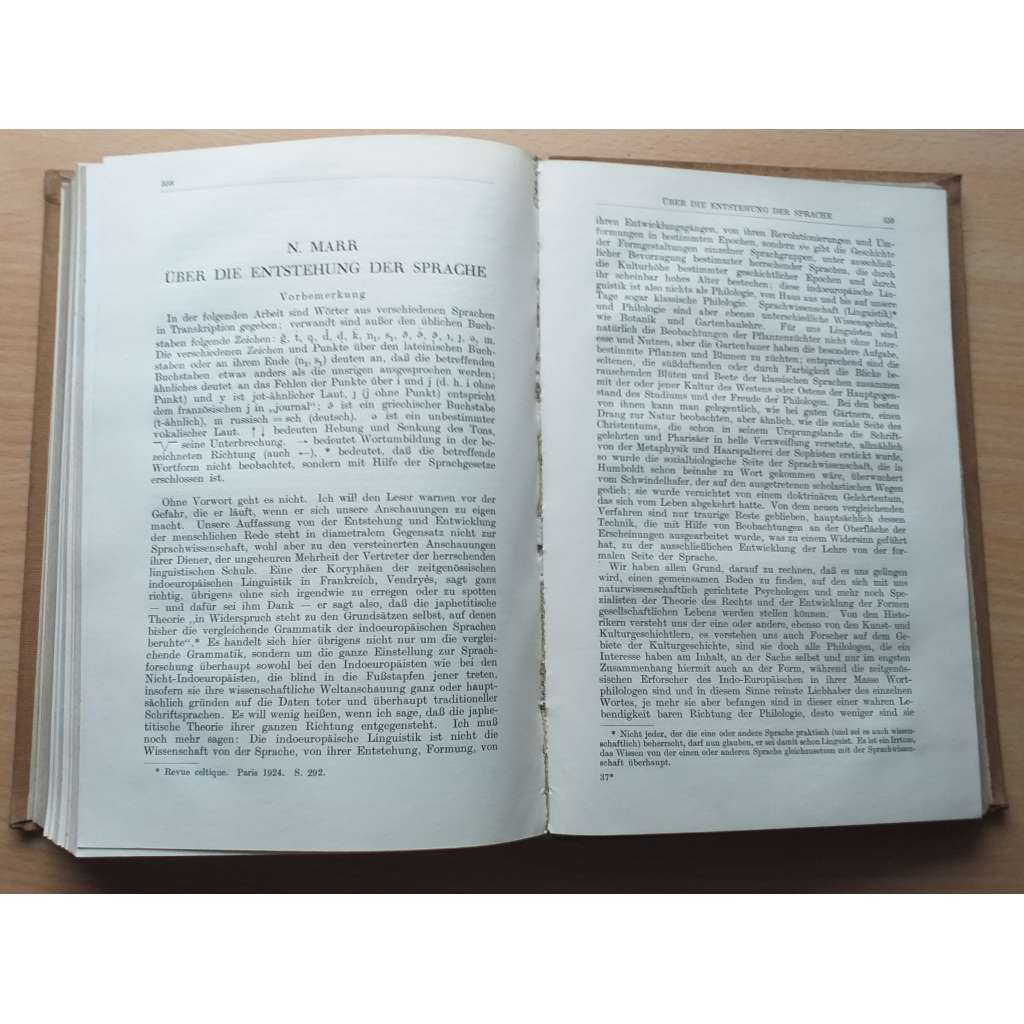 558
N. MARR
ÜBER DIE ENTSTEHUNG DER SPRACHE
Vorbemerkung
In der folgenden Arbeit sind Wörter aus verschiedenen Sprachen
in Transkription gegeben; verwandt sind außer den üblichen Buch-
staben folgende Zeichen:
Die verschiedenen Zeichen und Punkte über den lateinischen Buch-
staben oder an ihrem Ende (n₁, s₃) deuten an, daß die betreffenden
Buchstaben etwas anders als die unsrigen ausgesprochen werden;
ähnliches deutet an das Fehlen der Punkte über i und j (d. h. ı ohne
Punkt) und y ist jot-ähnlicher Laut, ȷ (j ohne Punkt) entspricht
dem französischen j in „journal“; ϑ ist ein griechischer Buchstabe
(t-ähnlich), m russisch = sch (deutsch). ə ist ein unbestimmter
vokalischer Laut. ↑ ↓ bedeuten Hebung und Senkung des Tons,
seine Unterbrechung. → bedeutet Wortumbildung in der be-
zeichneten Richtung (auch ←), * bedeutet, daß die betreffende
Wortform nicht beobachtet, sondern mit Hilfe der Sprachgesetze
erschlossen ist.
Ohne Vorwort geht es nicht. Ich will den Leser warnen vor der
Gefahr, die er läuft, wenn er sich unsere Anschauungen zu eigen
macht. Unsere Auffassung von der Entstehung und Entwicklung
der menschlichen Rede steht in diametralem Gegensatz nicht zur
Sprachwissenschaft, wohl aber zu den versteinerten Anschauungen
ihrer Diener, der ungeheuren Mehrheit der Vertreter der herrschenden
linguistischen Schule. Eine der Koryphäen der zeitgenössischen
indoeuropäischen Linguistik in Frankreich, Vendryès, sagt ganz
richtig, übrigens ohne sich irgendwie zu erregen oder zu spotten
— und dafür sei ihm Dank — er sagt also, daß die japhetitische
Theorie „in Widerspruch steht zu den Grundsätzen selbst, auf denen
bisher die vergleichende Grammatik der indoeuropäischen Sprachen
beruhte“.* Es handelt sich hier übrigens nicht nur um die verglei-
chende Grammatik, sondern um die ganze Einstellung zur Sprach-
forschung überhaupt sowohl bei den Indoeuropäisten wie bei den
Nicht-Indoeuropäisten, die blind in die Fußstapfen jener treten,
insofern sie ihre wissenschaftliche Weltanschauung ganz oder haupt-
sächlich gründen auf die Daten toter und überhaupt traditioneller
Schriftsprachen. Es will wenig heißen, wenn ich sage, daß die japhe-
titische Theorie ihrer ganzen Richtung entgegensteht. Ich muß
noch mehr sagen: Die indoeuropäische Linguistik ist nicht die
Wissenschaft von der Sprache, von ihrer Entstehung, Formung, von
* Revue celtique. Paris 1924. S. 292.
ÜBER DIE ENTSTEHUNG DER SPRACHE 559
ihren Entwicklungsgängen, von ihren Revolutionierungen und Um-
formungen in bestimmten Epochen, sondern sie gibt die Geschichte
der Formgestaltungen einzelner Sprachgruppen, unter ausschließ-
licher Bevorzugung bestimmter herrschender Sprachen, die durch
die Kulturhöhe bestimmter geschichtlicher Epochen und durch
ihr scheinbar hohes Alter bestechen; diese indoeuropäische Lin-
guistik ist also nichts als Philologie, von Haus aus und bis auf unsere
Tage sogar klassische Philologie. Sprachwissenschaft (Linguistik)*
und Philologie sind aber ebenso unterschiedliche Wissensgebiete,
wie Botanik und Gartenbaulehre. Für uns Linguisten sind
natürlich die Beobachtungen der Pflanzenzüchter nicht ohne Inter-
esse und Nutzen, aber die Gartenbauer haben die besondere Aufgabe,
bestimmte Pflanzen und Blumen zu züchten; entsprechend sind die
seltenen, die süßduftenden oder durch Farbigkeit die Blicke be-
rauschenden Blüten und Beete der klassischen Sprachen zusammen
mit der oder jener Kultur des Westens oder Ostens der Hauptgegen-
stand des Studiums und der Freude der Philologen. Bei den besten
von ihnen kann man gelegentlich, wie bei guten Gärtnern, einen
Drang zur Natur beobachten, aber ähnlich, wie die soziale Seite des
Christentums, die schon in seinem Ursprungslande die Schrift-
gelehrten und Pharisäer in helle Verzweiflung versetzte, allmählich
von der Metaphysik und Haarspalterei der Sophisten erstickt wurde,
so wurde die sozialbiologische Seite der Sprachwissenschaft, die in
Humboldt schon beinahe zu Wort gekommen wäre, überwuchert
vom Schwindelhafer, der auf den ausgetretenen scholastischen Wegen
gedieh; sie wurde vernichtet von einem doktrinären Gelehrtentum,
das sich vom Leben abgekehrt hatte. Von dem neuen vergleichenden
Verfahren sind nur traurige Reste geblieben, hauptsächlich dessen
Technik, die mit Hilfe von Beobachtungen an der Oberfläche der
Erscheinungen ausgearbeitet wurde, was zu einem Widersinn geführt
hat, zu der ausschließlichen Entwicklung der Lehre von der for-
malen Seite der Sprache.
Wir haben allen Grund, darauf zu rechnen, daß es uns gelingen
wird, einen gemeinsamen Boden zu finden, auf den sich mit uns
naturwissenschaftlich gerichtete Psychologen und mehr noch Spe-
zialisten der Theorie des Rechts und der Entwicklung der Formen
gesellschaftlichen Lebens werden stellen können. Von den Histo-
rikern versteht uns der eine oder andere, ebenso von den Kunst- und
Kulturgeschichtlern, es verstehen uns auch Forscher auf dem Ge-
biete der Kulturgeschichte, sind sie doch alle Philologen, die ein
Interesse haben am Inhalt, an der Sache selbst und nur im engsten
Zusammenhang hiermit auch an der Form, während die zeitgenös-
sischen Erforscher des Indo-Europäischen in ihrer Masse Wort-
philologen sind und in diesem Sinne reinste Liebhaber des einzelnen
Wortes, je mehr sie aber befangen sind in dieser einer wahren Le-
bendigkeit baren Richtung der Philologie, desto weniger sind sie
* Nicht jeder, der die eine oder andere Sprache praktisch (und sei es auch wissen-
schaftlich) beherrscht, darf nun glauben, er sei damit schon Linguist. Es ist ein Irrtum,
das Wissen von der einen oder anderen Sprache gleichzusetzen mit der Sprachwissen-
schaft überhaupt.
37*